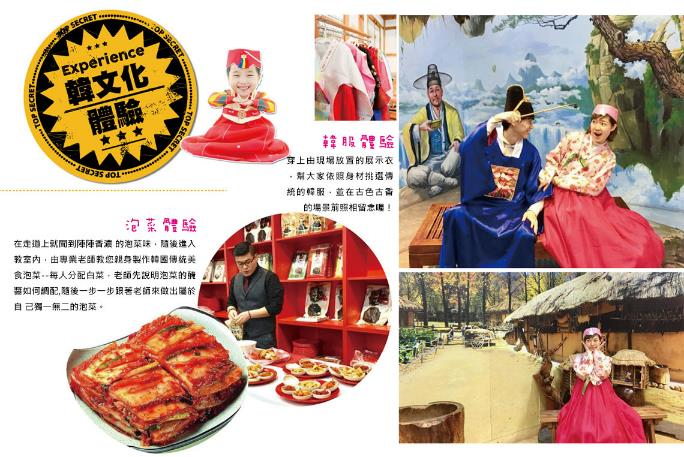 TOP SECRET
TOP SECRET
TOP SECRET
TOP SECRET
TOP SECRET
Experience
韓文化
體驗
韓服體驗
穿上由現場放置的展示衣
,幫大家依照身材挑選傳
統的韓服,並在古色古香
的場景前照相留念喔!
泡菜體驗
在走道上就聞到陣陣香濃 的泡菜味,隨後進入
教室內,由專業老師教您親身製作韓國傳統美
食泡菜--每人分配白菜,老師先說明泡菜的醃
醬如何調配,隨後一步一步跟著老師來做出屬於
自 己獨一無二的泡菜。